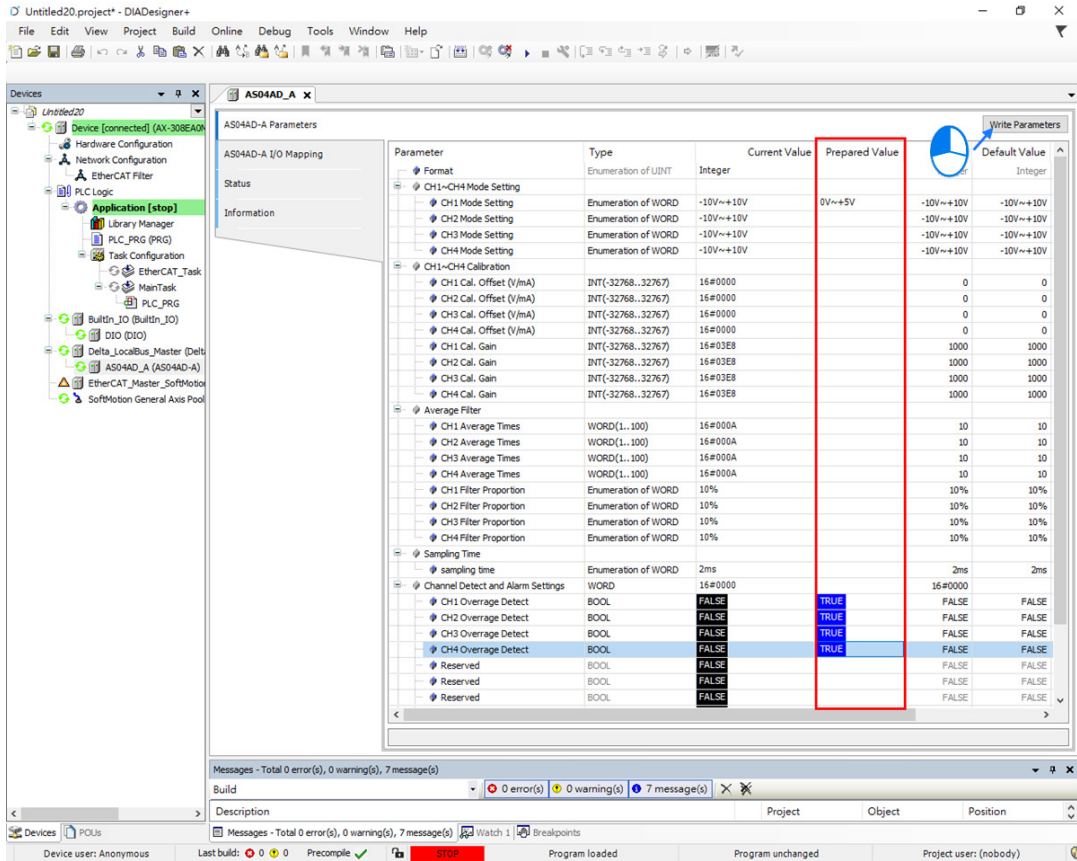 Untitled20.project* - DIADesigner+
File Edit View Project Build Online Debug Tools Window Help
Devices
AS04AD_A
Untitled20
Device [connected] (AX-308EA0N
Hardware Configuration
Network Configuration
EtherCAT Filter
PLC Logic
Application [stop]
Library Manager
PLC_PRG (PRG)
Task Configuration
EtherCAT_Task
MainTask
PLC_PRG
BuiltIn_IO (BuiltIn_IO)
DIO (DIO)
Delta_LocalBus_Master (Delt
AS04AD_A (AS04AD-A)
EtherCAT_Master_SoftMotion
SoftMotion General Axis Pool
AS04AD-A Parameters
AS04AD-A I/O Mapping
Status
Information
Write Parameters
Parameter Type Current Value Prepared Value Default Value
Format Enumeration of UINT Integer Integer
CH1~CH4 Mode Setting
CH1 Mode Setting Enumeration of WORD -10V~+10V 0V~+5V -10V~+10V -10V~+10V
CH2 Mode Setting Enumeration of WORD -10V~+10V -10V~+10V -10V~+10V
CH3 Mode Setting Enumeration of WORD -10V~+10V -10V~+10V -10V~+10V
CH4 Mode Setting Enumeration of WORD -10V~+10V -10V~+10V -10V~+10V
CH1~CH4 Calibration
CH1 Cal. Offset (V/mA) INT(-32768..32767) 16#0000 0 0
CH2 Cal. Offset (V/mA) INT(-32768..32767) 16#0000 0 0
CH3 Cal. Offset (V/mA) INT(-32768..32767) 16#0000 0 0
CH4 Cal. Offset (V/mA) INT(-32768..32767) 16#0000 0 0
CH1 Cal. Gain INT(-32768..32767) 16#03E8 1000 1000
CH2 Cal. Gain INT(-32768..32767) 16#03E8 1000 1000
CH3 Cal. Gain INT(-32768..32767) 16#03E8 1000 1000
CH4 Cal. Gain INT(-32768..32767) 16#03E8 1000 1000
Average Filter
CH1 Average Times WORD(1..100) 16#000A 10 10
CH2 Average Times WORD(1..100) 16#000A 10 10
CH3 Average Times WORD(1..100) 16#000A 10 10
CH4 Average Times WORD(1..100) 16#000A 10 10
CH1 Filter Proportion Enumeration of WORD 10% 10% 10%
CH2 Filter Proportion Enumeration of WORD 10% 10% 10%
CH3 Filter Proportion Enumeration of WORD 10% 10% 10%
CH4 Filter Proportion Enumeration of WORD 10% 10% 10%
Sampling Time
sampling time Enumeration of WORD 2ms 2ms 2ms
Channel Detect and Alarm Settings WORD 16#0000 16#0000
CH1 Overrage Detect BOOL FALSE TRUE FALSE FALSE
CH2 Overrage Detect BOOL FALSE TRUE FALSE FALSE
CH3 Overrage Detect BOOL FALSE TRUE FALSE FALSE
CH4 Overrage Detect BOOL FALSE TRUE FALSE FALSE
Reserved BOOL FALSE FALSE FALSE
Reserved BOOL FALSE FALSE FALSE
Reserved BOOL FALSE FALSE FALSE
Messages - Total 0 error(s), 0 warning(s), 7 message(s)
Build 0 error(s) 0 warning(s) 7 message(s)
Description Project Object Position
Devices POUs Messages - Total 0 error(s), 0 warning(s), 7 message(s) Watch 1 Breakpoints
Device user: Anonymous Last build: 0 0 Precompile STOP Program loaded Program unchanged Project user: (nobody)